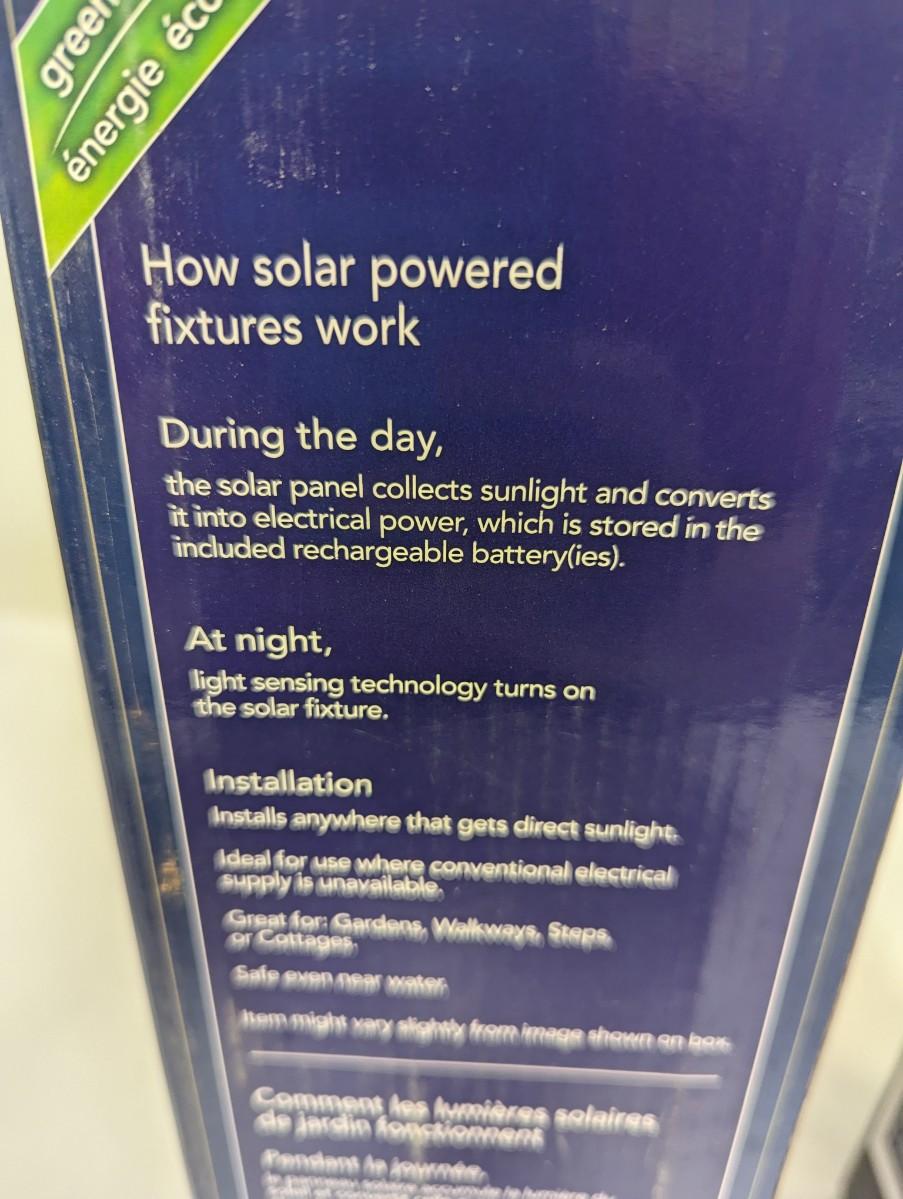 green
énergie éco
How solar powered
fixtures work
During the day,
the solar panel collects sunlight and converts
it into electrical power, which is stored in the
included rechargeable battery(ies).
At night,
light sensing technology turns on
the solar fixture.
Installation
Installs anywhere that gets direct sunlight.
Ideal for use where conventional electrical
supply is unavailable.
Great for: Gardens, Walkways, Steps
or Cottages.
Safe even near water.
Item might vary slightly from image shown on box.
Comment les lumières solaires
de jardin fonctionnent
Pendant la journée,